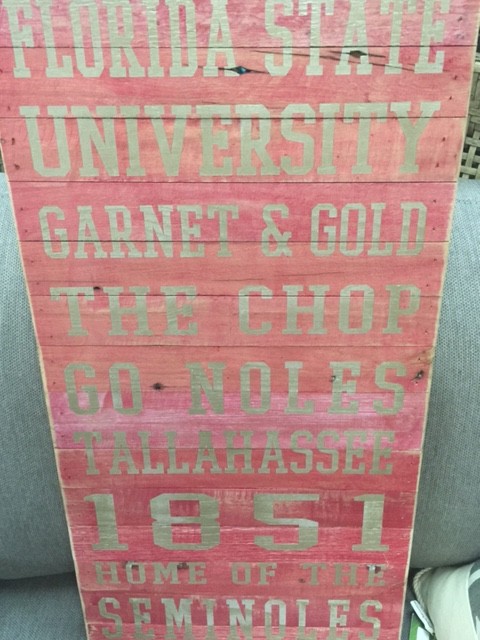 FLORIDA STATE
UNIVERSITY
GARNET & GOLD
THE CHOP
GO NOLES
TALLAHASSEE
1851
HOME OF THE
SEMINOLES